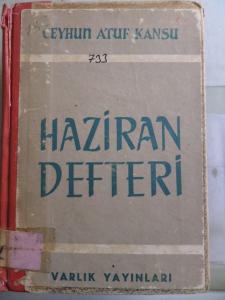 CEYHUN ATUF KANSU
733
HAZİRAN
DEFTERİ
VARLIK YAYINLARI